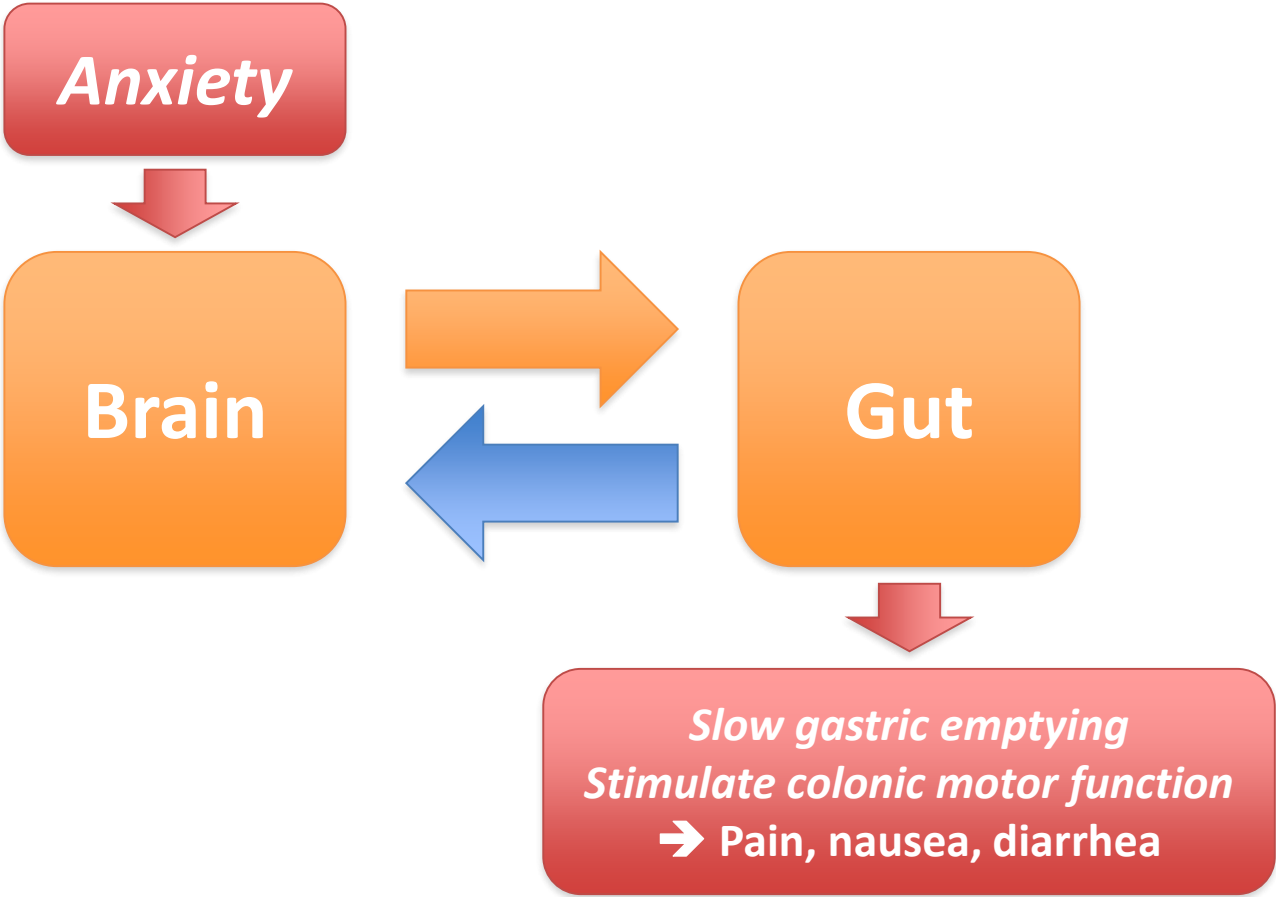 Anxiety
Brain
Gut
Slow gastric emptying
Stimulate colonic motor function
➔ Pain, nausea, diarrhea